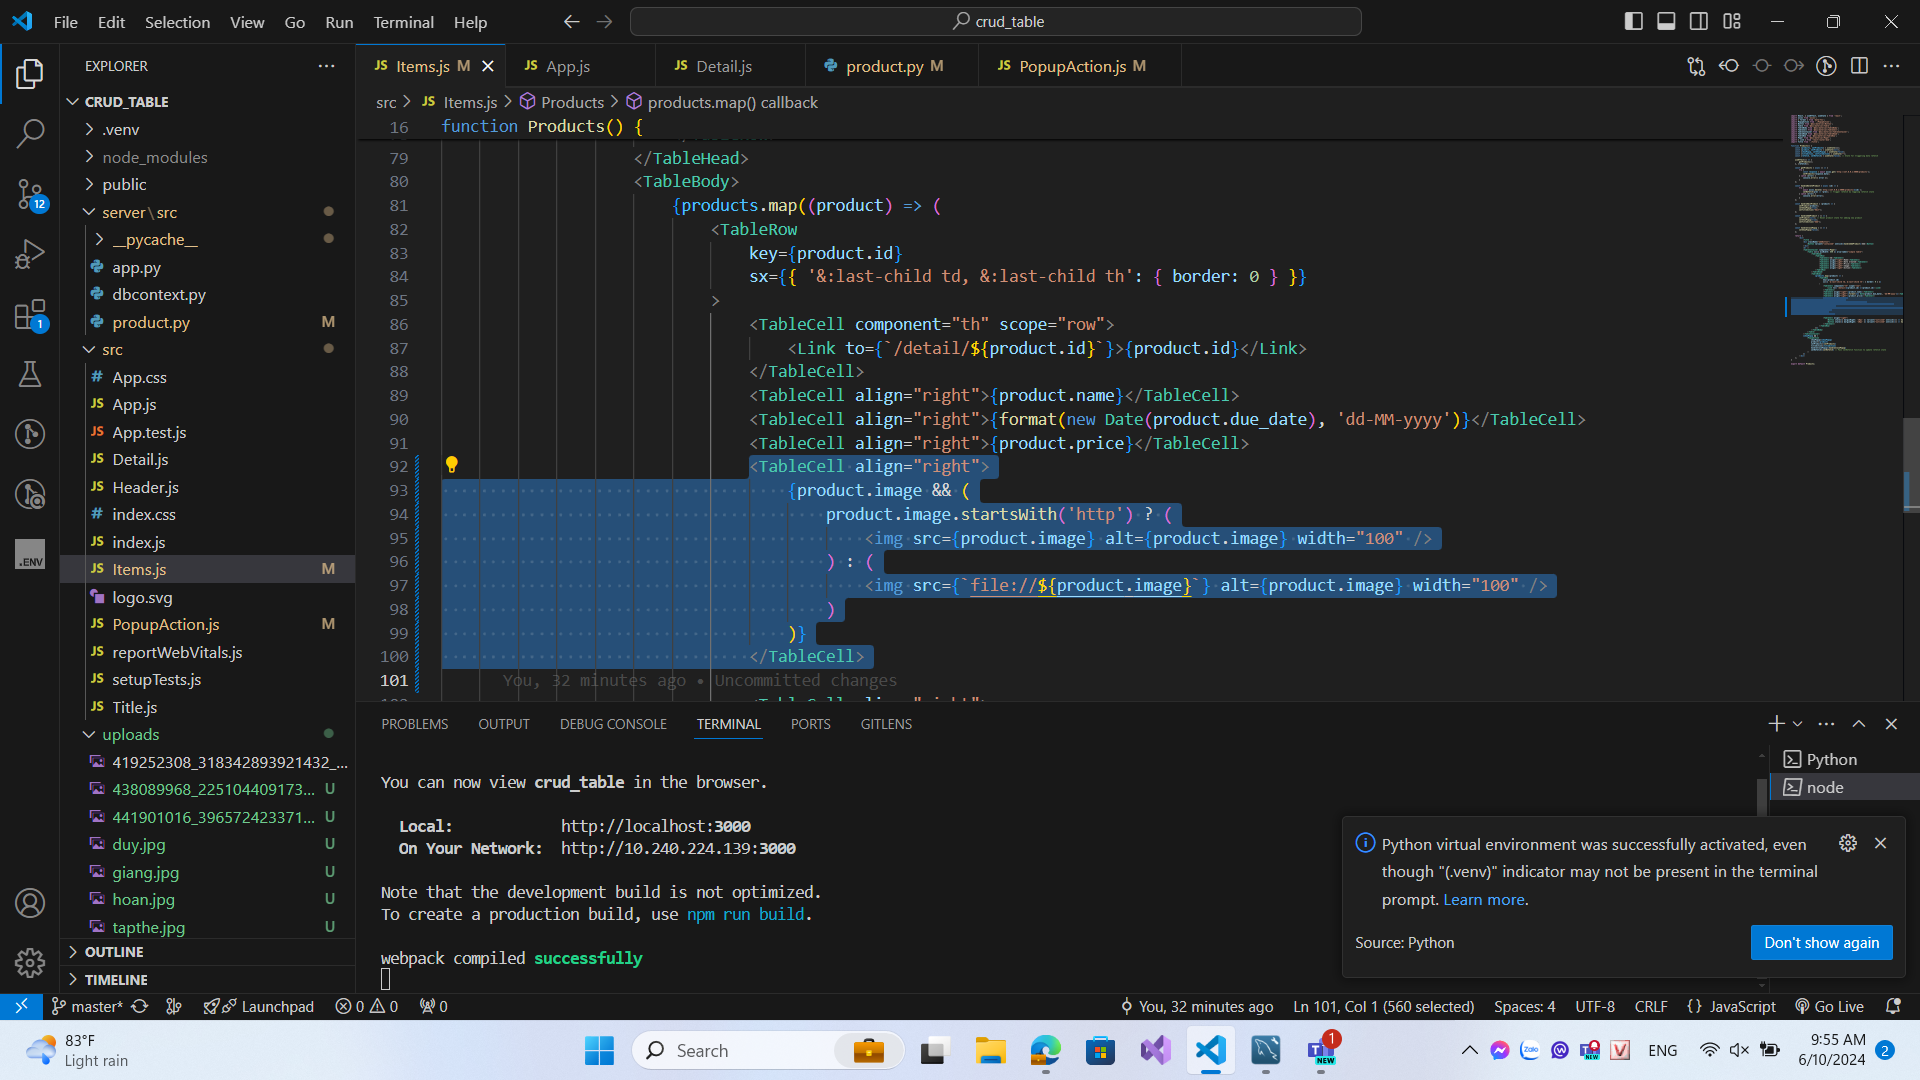 File Edit Selection View Go Run Terminal Help
crud_table
EXPLORER
CRUD_TABLE
.venv
node_modules
public
server\src
__pycache__
app.py
dbcontext.py
product.py M
src
App.css
App.js
App.test.js
Detail.js
Header.js
index.css
index.js
Items.js M
logo.svg
PopupAction.js M
reportWebVitals.js
setupTests.js
Title.js
uploads
419252308_318342893921432_...
438089968_225104409173... U
441901016_396572423371... U
duy.jpg U
giang.jpg U
hoan.jpg U
tapthe.jpg U
OUTLINE
TIMELINE
12
1
.ENV
JS Items.js M JS App.js JS Detail.js product.py M JS PopupAction.js M
src > JS Items.js > Products > products.map() callback
16 function Products() {
79 </TableHead>
80 <TableBody>
81 {products.map((product) => (
82 <TableRow
83 key={product.id}
84 sx={{ '&:last-child td, &:last-child th': { border: 0 } }}
85 >
86 <TableCell component="th" scope="row">
87 <Link to={`/detail/${product.id}`}>{product.id}</Link>
88 </TableCell>
89 <TableCell align="right">{product.name}</TableCell>
90 <TableCell align="right">{format(new Date(product.due_date), 'dd-MM-yyyy')}</TableCell>
91 <TableCell align="right">{product.price}</TableCell>
92 <TableCell align="right">
93 {product.image && (
94 product.image.startsWith('http') ? (
95 <img src={product.image} alt={product.image} width="100" />
96 ) : (
97 <img src={`file://${product.image}`} alt={product.image} width="100" />
98 )
99 )}
100 </TableCell>
101 You, 32 minutes ago • Uncommitted changes
PROBLEMS OUTPUT DEBUG CONSOLE TERMINAL PORTS GITLENS
You can now view crud_table in the browser.
Local: http://localhost:3000
On Your Network: http://10.240.224.139:3000
Note that the development build is not optimized.
To create a production build, use npm run build.
webpack compiled successfully
Python
node
Python virtual environment was successfully activated, even
though "(.venv)" indicator may not be present in the terminal
prompt. Learn more.
Source: Python
Don't show again
master* Launchpad 0 0 0
You, 32 minutes ago Ln 101, Col 1 (560 selected) Spaces: 4 UTF-8 CRLF {} JavaScript Go Live
83°F
Light rain
Search
NEW
1
NEW
Zalo
ENG
9:55 AM
6/10/2024
2